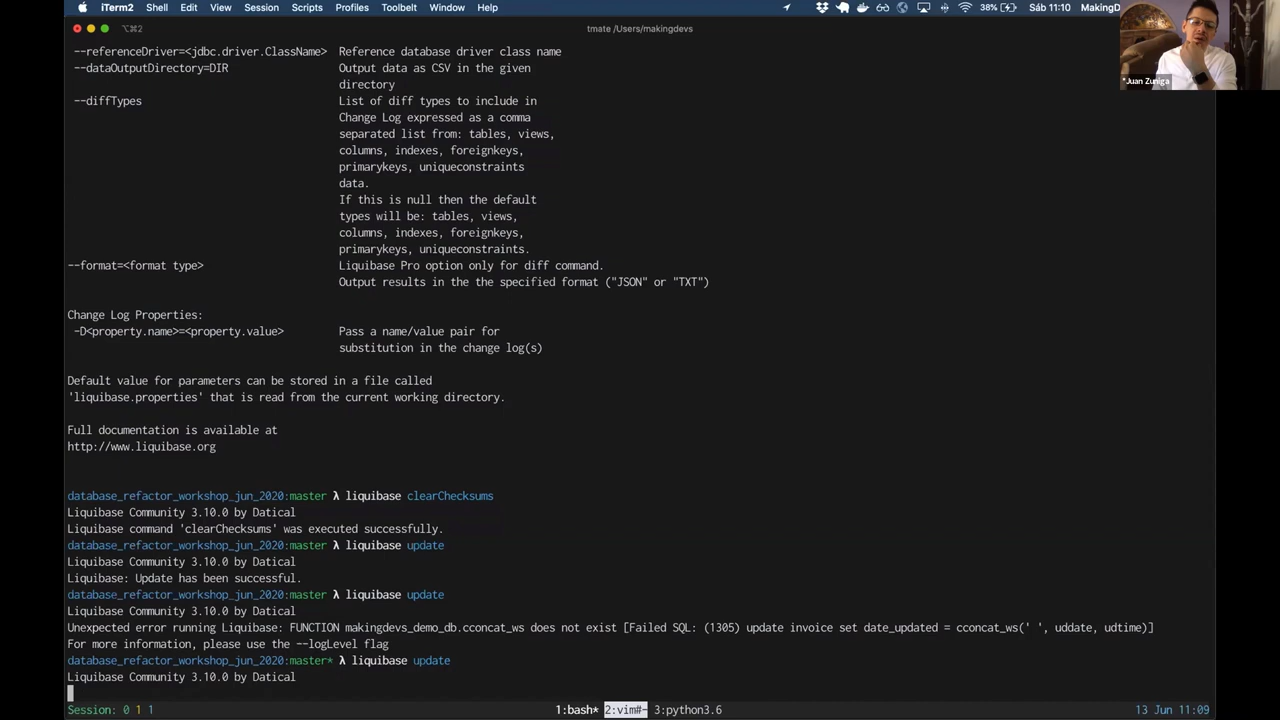 iTerm2 Shell Edit View Session Scripts Profiles Toolbelt Window Help 38% Sáb 11:10 MakingD
⌥⌘2 tmate /Users/makingdevs
--referenceDriver=<jdbc.driver.ClassName> Reference database driver class name
--dataOutputDirectory=DIR Output data as CSV in the given
directory
--diffTypes List of diff types to include in
Change Log expressed as a comma
separated list from: tables, views,
columns, indexes, foreignkeys,
primarykeys, uniqueconstraints
data.
If this is null then the default
types will be: tables, views,
columns, indexes, foreignkeys,
primarykeys, uniqueconstraints.
--format=<format type> Liquibase Pro option only for diff command.
Output results in the the specified format ("JSON" or "TXT")
Change Log Properties:
-D<property.name>=<property.value> Pass a name/value pair for
substitution in the change log(s)
Default value for parameters can be stored in a file called
'liquibase.properties' that is read from the current working directory.
Full documentation is available at
http://www.liquibase.org
database_refactor_workshop_jun_2020:master λ liquibase clearChecksums
Liquibase Community 3.10.0 by Datical
Liquibase command 'clearChecksums' was executed successfully.
database_refactor_workshop_jun_2020:master λ liquibase update
Liquibase Community 3.10.0 by Datical
Liquibase: Update has been successful.
database_refactor_workshop_jun_2020:master λ liquibase update
Liquibase Community 3.10.0 by Datical
Unexpected error running Liquibase: FUNCTION makingdevs_demo_db.cconcat_ws does not exist [Failed SQL: (1305) update invoice set date_updated = cconcat_ws(' ', uddate, udtime)]
For more information, please use the --logLevel flag
database_refactor_workshop_jun_2020:master* λ liquibase update
Liquibase Community 3.10.0 by Datical
Session: 0 1 1 1:bash* 2:vim#- 3:python3.6 13 Jun 11:09
*Juan Zuniga